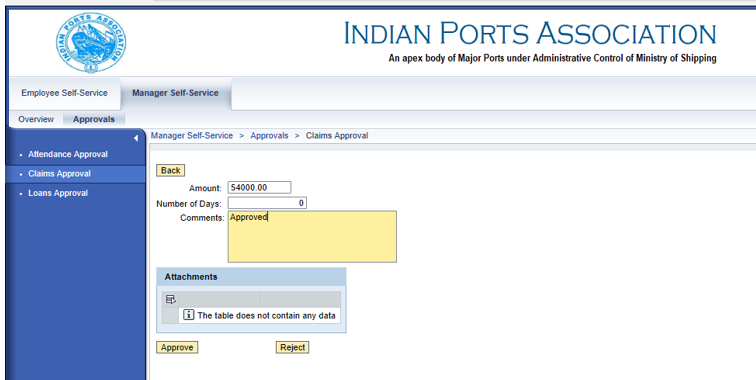 INDIAN PORTS ASSOCIATION
INDIAN PORTS ASSOCIATION
An apex body of Major Ports under Administrative Control of Ministry of Shipping
Employee Self-Service
Manager Self-Service
Overview
Approvals
Manager Self-Service > Approvals > Claims Approval
• Attendance Approval
• Claims Approval
• Loans Approval
Back
Amount: 54000.00
Number of Days: 0
Comments: Approved
Attachments
The table does not contain any data
Approve
Reject